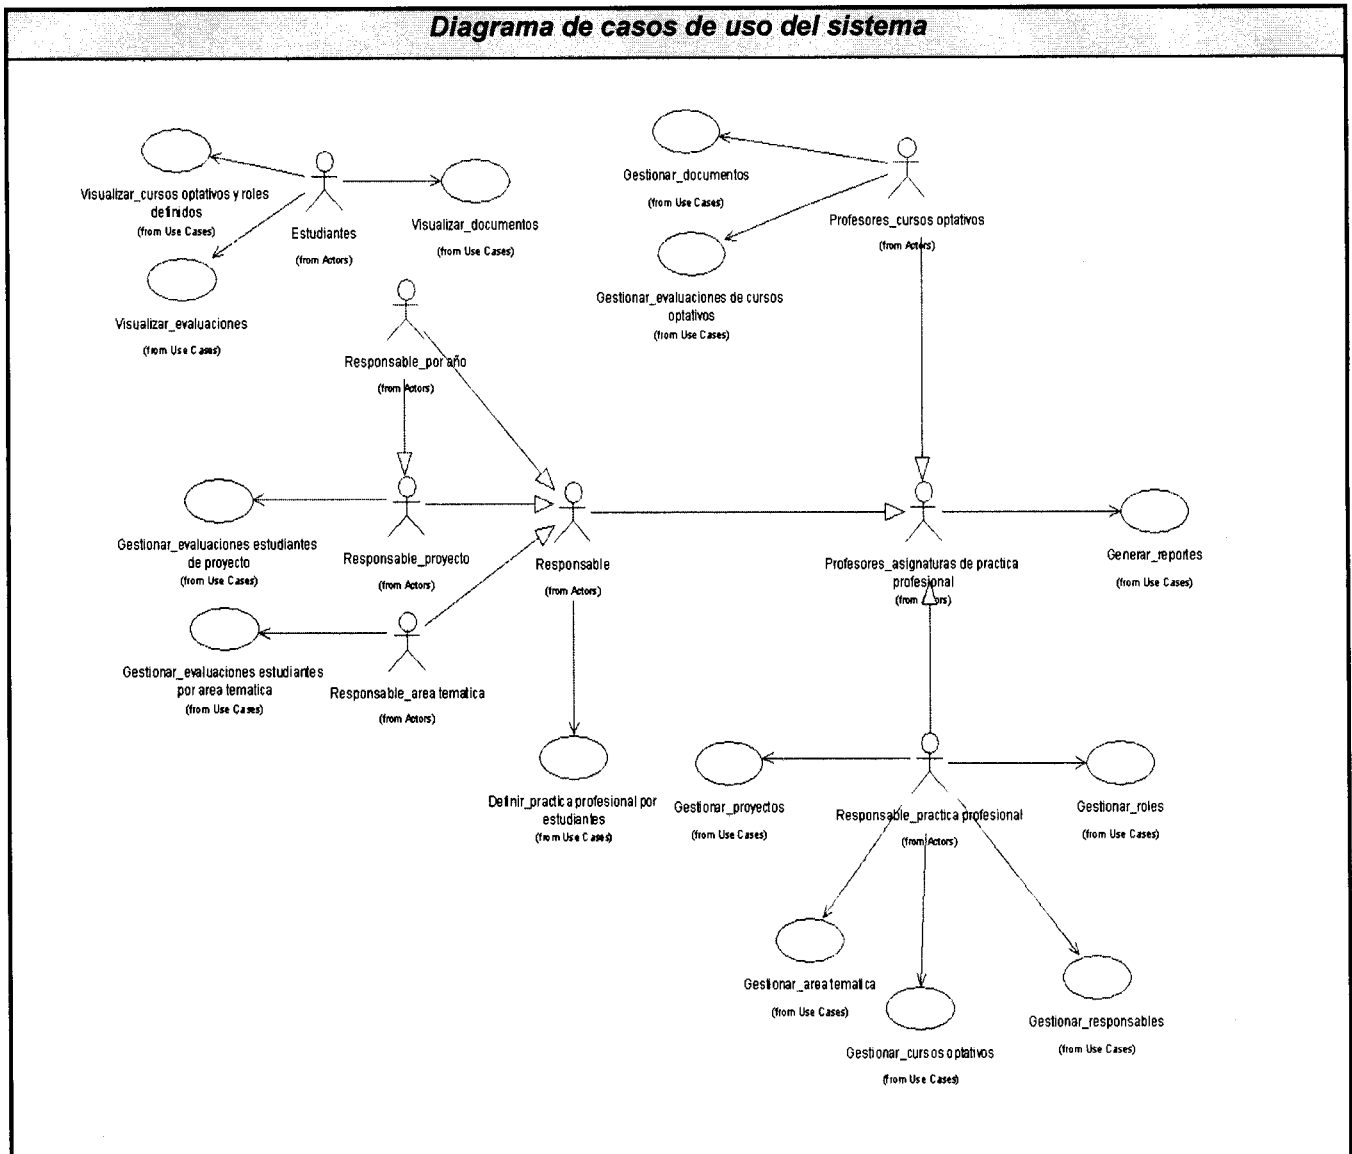 Diagrama de casos de uso del sistema
Visualizar_cursos optativos y roles
definidos
(from Use Cases)
Estudiantes
(from Actors)
Visualizar_documentos
(from Use Cases)
Visualizar_evaluaciones
(from Use Cases)
Gestionar_documentos
(from Use Cases)
Profesores_cursos optativos
(from Actors)
Gestionar_evaluaciones de cursos
optativos
(from Use Cases)
Responsable_por año
(from Actors)
Gestionar_evaluaciones estudiantes
de proyecto
(from Use Cases)
Responsable_proyecto
(from Actors)
Responsable
(from Actors)
Profesores_asignaturas de practica
profesional
(from Actors)
Generar_reportes
(from Use Cases)
Gestionar_evaluaciones estudiantes
por area tematica
(from Use Cases)
Responsable_area tematica
(from Actors)
Definir_practica profesional por
estudiantes
(from Use Cases)
Gestionar_proyectos
(from Use Cases)
Responsable_practica profesional
(from Actors)
Gestionar_roles
(from Use Cases)
Gestionar_area tematica
(from Use Cases)
Gestionar_cursos optativos
(from Use Cases)
Gestionar_responsables
(from Use Cases)